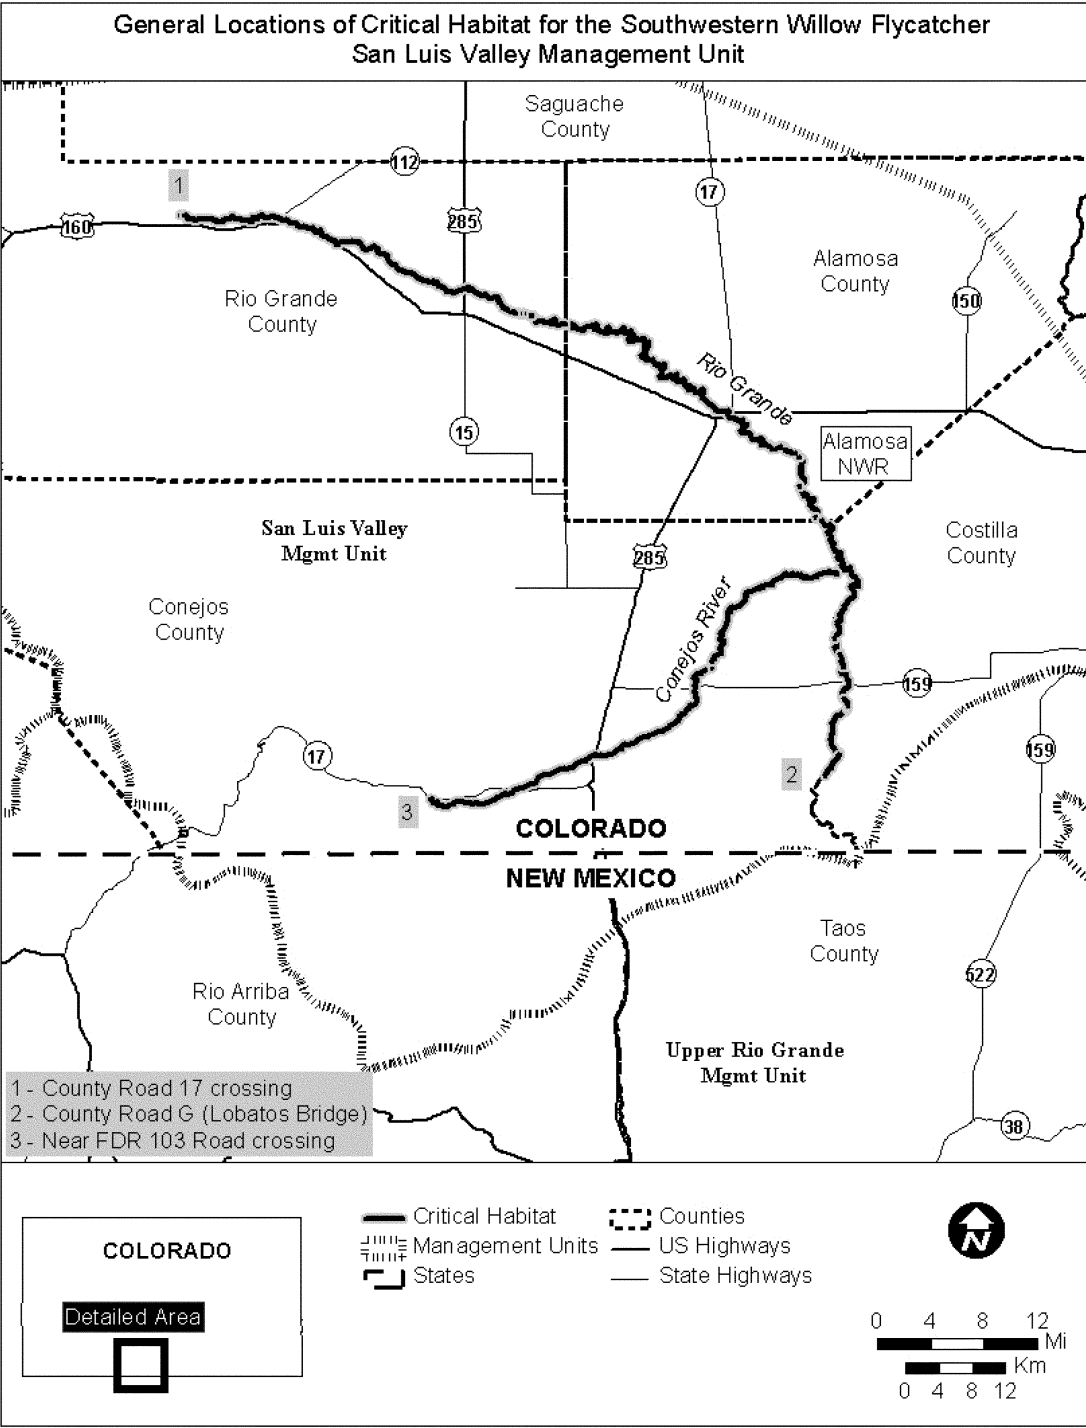 General Locations of Critical Habitat for the Southwestern Willow Flycatcher
San Luis Valley Management Unit
Saguache
County
112
17
1
160
285
Alamosa
County
Rio Grande
County
150
Rio Grande
15
Alamosa
NWR
San Luis Valley
Mgmt Unit
Costilla
County
285
Conejos
County
Conejos River
159
17
159
2
3
COLORADO
NEW MEXICO
Taos
County
522
Rio Arriba
County
Upper Rio Grande
Mgmt Unit
1 - County Road 17 crossing
2 - County Road G (Lobatos Bridge)
3 - Near FDR 103 Road crossing
38
COLORADO
Detailed Area
Critical Habitat
Management Units
States
Counties
US Highways
State Highways
N
0 4 8 12
Mi
Km
0 4 8 12